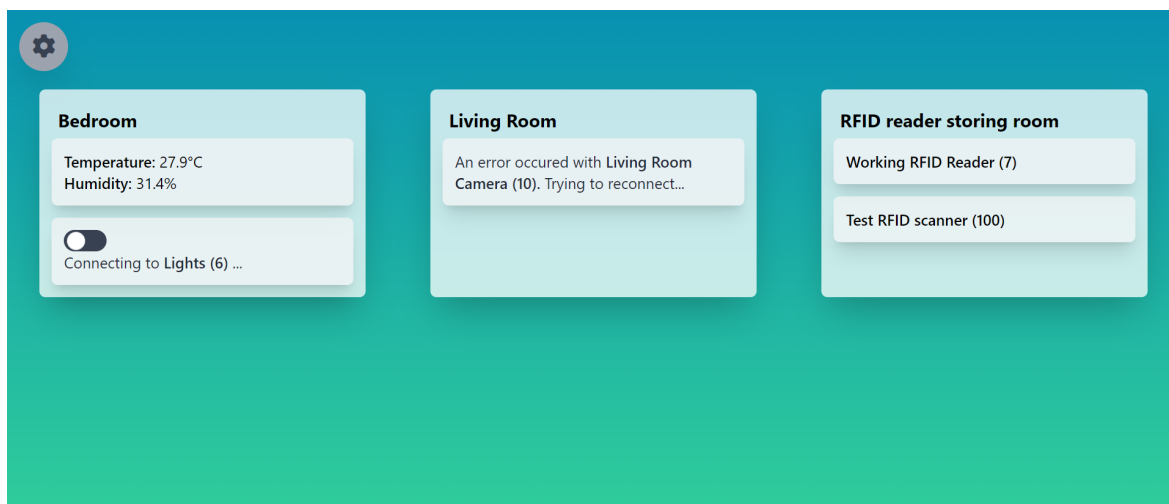 Bedroom
Temperature: 27.9°C
Humidity: 31.4%
Connecting to Lights (6) ...
Living Room
An error occured with Living Room
Camera (10). Trying to reconnect...
RFID reader storing room
Working RFID Reader (7)
Test RFID scanner (100)